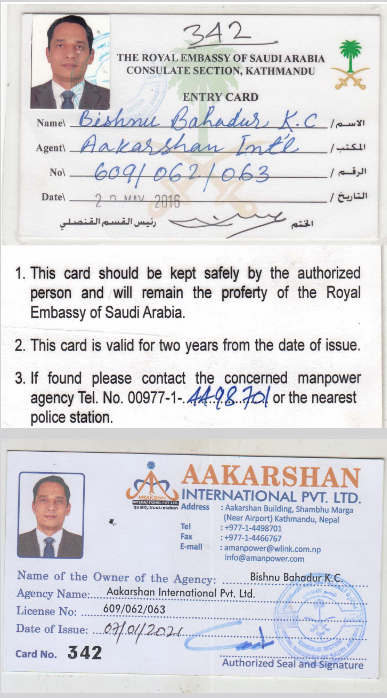 342
THE ROYAL EMBASSY OF SAUDI ARABIA
CONSULATE SECTION, KATHMANDU
ENTRY CARD
Name\ Bishnu Bahadur K.C الاسم /
Agent\ Aakarshan Int'l المكتب /
No\ 609/062/063 الرقم /
Date\ 22 MAY 2016 التاريخ /
الختم رئيس القسم القنصلي
1. This card should be kept safely by the authorized
person and will remain the property of the Royal
Embassy of Saudi Arabia.
2. This card is valid for two years from the date of issue.
3. If found please contact the concerned manpower
agency Tel. No. 00977-1-.4498701 or the nearest
police station.
AAKARSHAN
INTERNATIONAL PVT. LTD.
Address : Aakarshan Building, Shambhu Marga
(Near Airport) Kathmandu, Nepal
Tel : +977-1-4498701
Fax : +977-1-4466767
E-mail : amanpower@wlink.com.np
info@amanpower.com
Name of the Owner of the Agency: Bishnu Bahadur K.C.
Agency Name: Aakarshan International Pvt. Ltd.
License No: 609/062/063
Date of Issue: 07/01/2021
Card No. 342
Authorized Seal and Signature